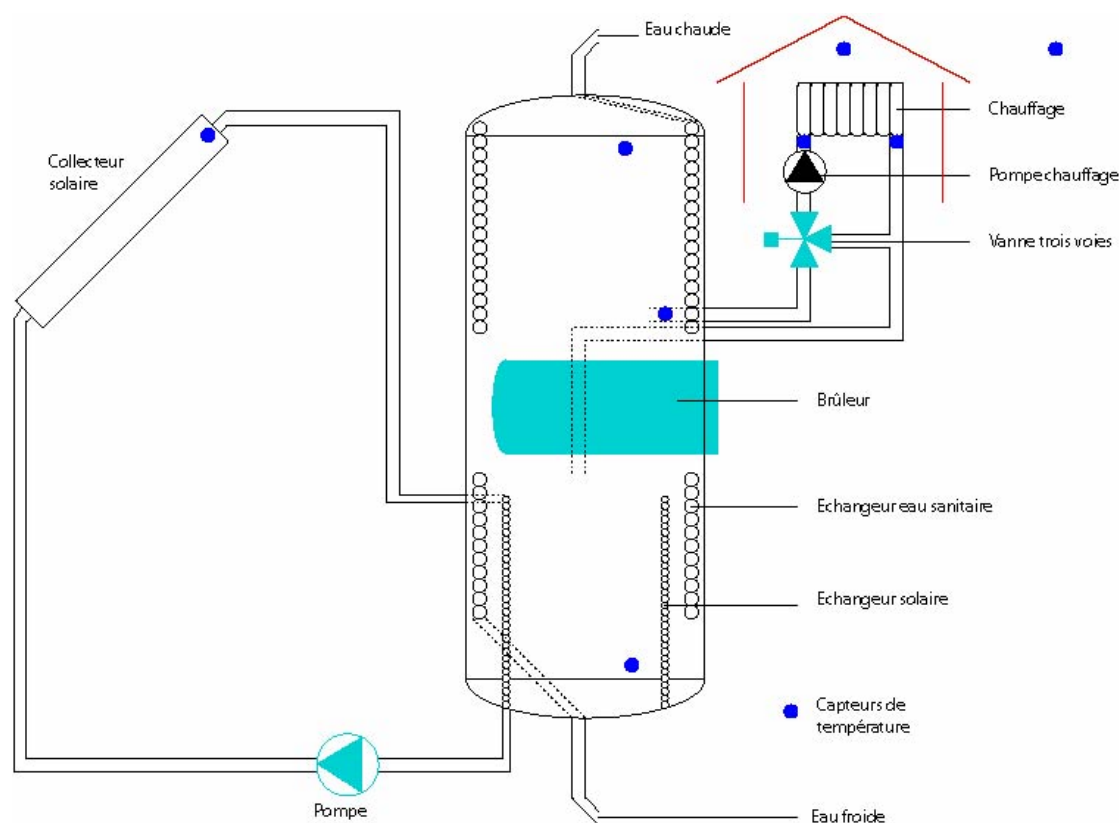 Eau chaude
Chauffage
Collecteur
solaire
Pompe chauffage
Vanne trois voies
Brûleur
Echangeur eau sanitaire
Echangeur solaire
Capteurs de
température
Pompe
Eau froide